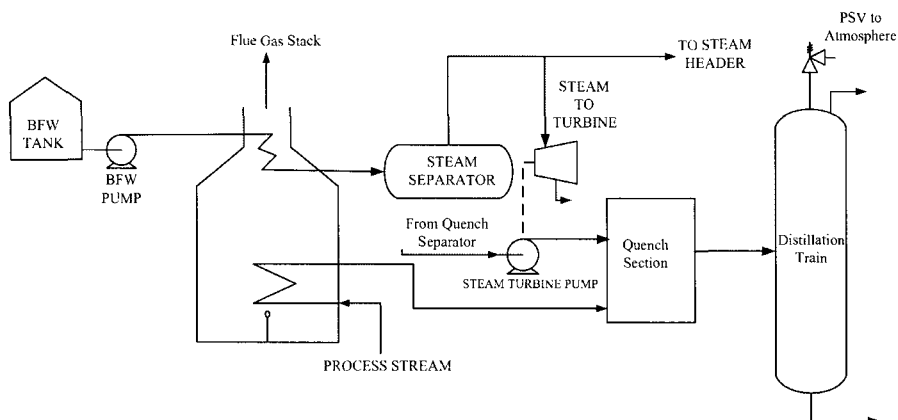 PSV to
Atmosphere
Flue Gas Stack
TO STEAM
HEADER
STEAM
TO
TURBINE
BFW
TANK
BFW
PUMP
STEAM
SEPARATOR
From Quench
Separator
Quench
Section
Distillation
Train
STEAM TURBINE PUMP
PROCESS STREAM